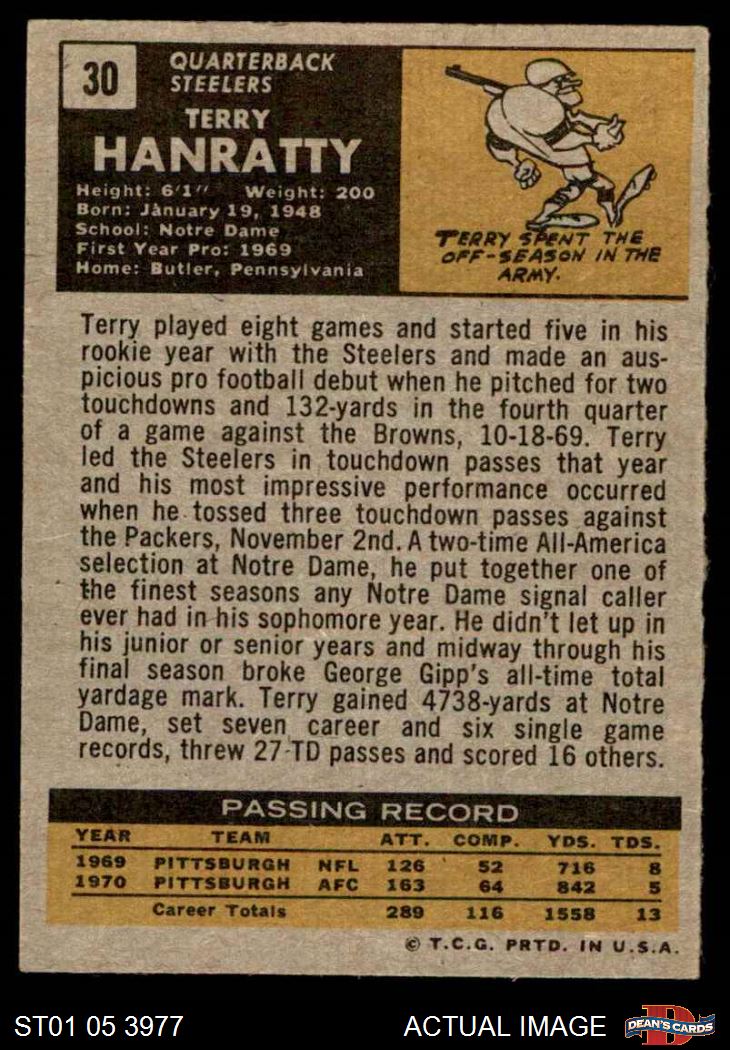 30
QUARTERBACK
STEELERS
TERRY
HANRATTY
Height: 6'1" Weight: 200
Born: January 19, 1948
School: Notre Dame
First Year Pro: 1969
Home: Butler, Pennsylvania
TERRY SPENT THE
OFF-SEASON IN THE
ARMY.
Terry played eight games and started five in his
rookie year with the Steelers and made an aus-
picious pro football debut when he pitched for two
touchdowns and 132-yards in the fourth quarter
of a game against the Browns, 10-18-69. Terry
led the Steelers in touchdown passes that year
and his most impressive performance occurred
when he tossed three touchdown passes against
the Packers, November 2nd. A two-time All-America
selection at Notre Dame, he put together one of
the finest seasons any Notre Dame signal caller
ever had in his sophomore year. He didn't let up in
his junior or senior years and midway through his
final season broke George Gipp's all-time total
yardage mark. Terry gained 4738-yards at Notre
Dame, set seven career and six single game
records, threw 27 TD passes and scored 16 others.
PASSING RECORD
YEAR TEAM ATT. COMP. YDS. TDS.
1969 PITTSBURGH NFL 126 52 716 8
1970 PITTSBURGH AFC 163 64 842 5
Career Totals 289 116 1558 13
© T.C.G. PRTD. IN U.S.A.
ST01 05 3977 ACTUAL IMAGE D DEAN'S CARDS